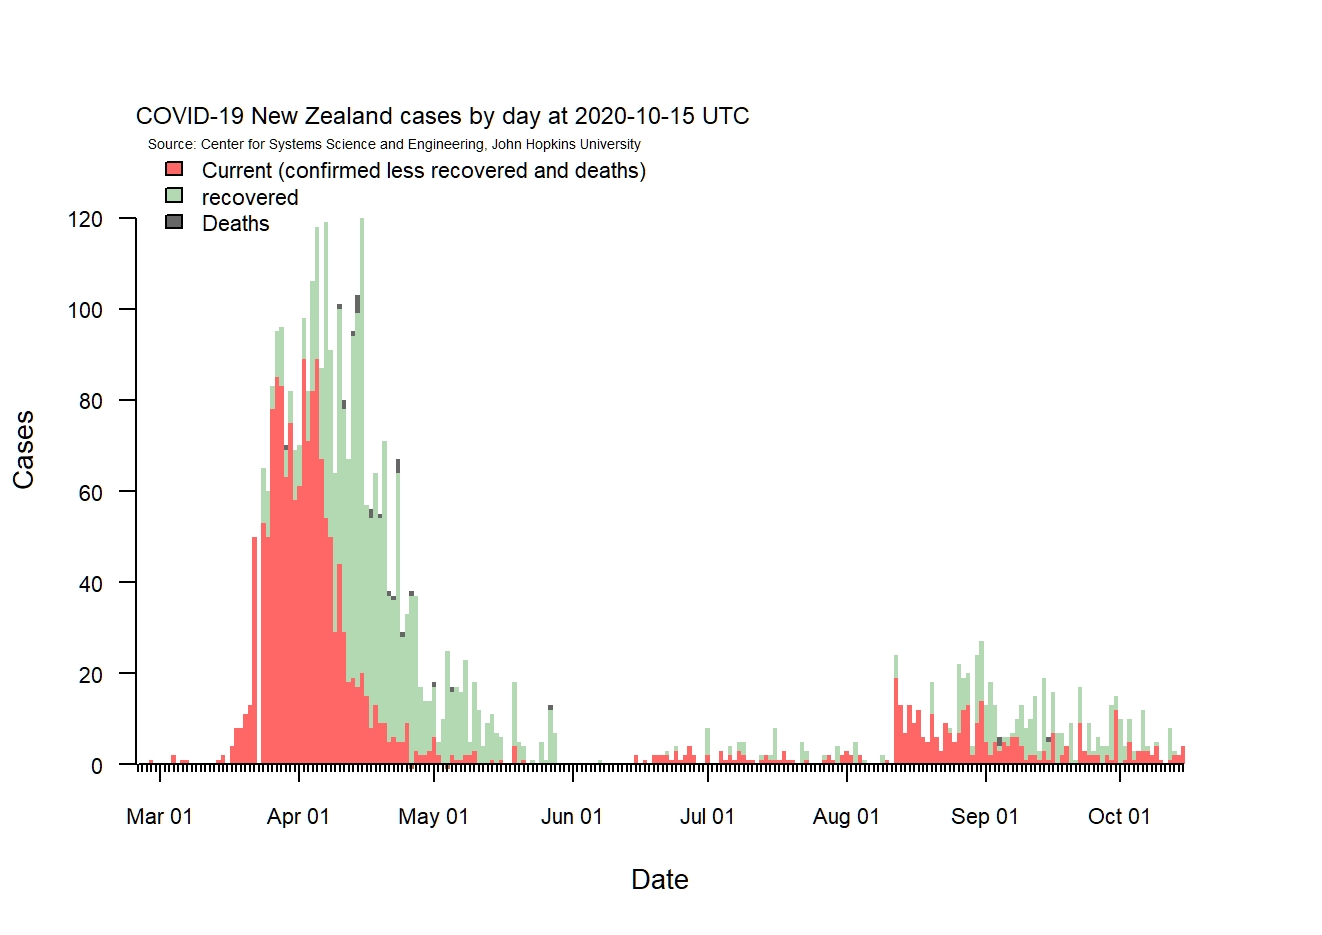 COVID-19 New Zealand cases by day at 2020-10-15 UTC
Source: Center for Systems Science and Engineering, John Hopkins University
Current (confirmed less recovered and deaths)
recovered
Deaths
120
100
80
60
40
20
0
Cases
Mar 01 Apr 01 May 01 Jun 01 Jul 01 Aug 01 Sep 01 Oct 01
Date